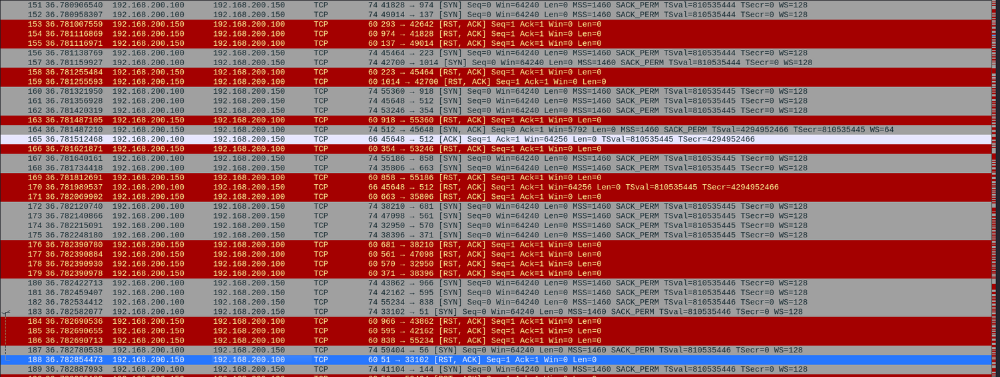 151 36.780906540 192.168.200.100 192.168.200.150 TCP 74 41828 → 974 [SYN] Seq=0 Win=64240 Len=0 MSS=1460 SACK_PERM TSval=810535444 TSecr=0 WS=128
152 36.780958307 192.168.200.100 192.168.200.150 TCP 74 49014 → 137 [SYN] Seq=0 Win=64240 Len=0 MSS=1460 SACK_PERM TSval=810535444 TSecr=0 WS=128
153 36.781007559 192.168.200.150 192.168.200.100 TCP 60 293 → 42642 [RST, ACK] Seq=1 Ack=1 Win=0 Len=0
154 36.781116869 192.168.200.150 192.168.200.100 TCP 60 974 → 41828 [RST, ACK] Seq=1 Ack=1 Win=0 Len=0
155 36.781116971 192.168.200.150 192.168.200.100 TCP 60 137 → 49014 [RST, ACK] Seq=1 Ack=1 Win=0 Len=0
156 36.781138769 192.168.200.100 192.168.200.150 TCP 74 45464 → 223 [SYN] Seq=0 Win=64240 Len=0 MSS=1460 SACK_PERM TSval=810535444 TSecr=0 WS=128
157 36.781159927 192.168.200.100 192.168.200.150 TCP 74 42700 → 1014 [SYN] Seq=0 Win=64240 Len=0 MSS=1460 SACK_PERM TSval=810535444 TSecr=0 WS=128
158 36.781255484 192.168.200.150 192.168.200.100 TCP 60 223 → 45464 [RST, ACK] Seq=1 Ack=1 Win=0 Len=0
159 36.781255593 192.168.200.150 192.168.200.100 TCP 60 1014 → 42700 [RST, ACK] Seq=1 Ack=1 Win=0 Len=0
160 36.781321950 192.168.200.100 192.168.200.150 TCP 74 55360 → 918 [SYN] Seq=0 Win=64240 Len=0 MSS=1460 SACK_PERM TSval=810535445 TSecr=0 WS=128
161 36.781356928 192.168.200.100 192.168.200.150 TCP 74 45648 → 512 [SYN] Seq=0 Win=64240 Len=0 MSS=1460 SACK_PERM TSval=810535445 TSecr=0 WS=128
162 36.781420319 192.168.200.100 192.168.200.150 TCP 74 53246 → 354 [SYN] Seq=0 Win=64240 Len=0 MSS=1460 SACK_PERM TSval=810535445 TSecr=0 WS=128
163 36.781487105 192.168.200.150 192.168.200.100 TCP 60 918 → 55360 [RST, ACK] Seq=1 Ack=1 Win=0 Len=0
164 36.781487210 192.168.200.150 192.168.200.100 TCP 74 512 → 45648 [SYN, ACK] Seq=0 Ack=1 Win=5792 Len=0 MSS=1460 SACK_PERM TSval=4294952466 TSecr=810535445 WS=64
165 36.781512468 192.168.200.100 192.168.200.150 TCP 66 45648 → 512 [ACK] Seq=1 Ack=1 Win=64256 Len=0 TSval=810535445 TSecr=4294952466
166 36.781621871 192.168.200.150 192.168.200.100 TCP 60 354 → 53246 [RST, ACK] Seq=1 Ack=1 Win=0 Len=0
167 36.781640161 192.168.200.100 192.168.200.150 TCP 74 55186 → 858 [SYN] Seq=0 Win=64240 Len=0 MSS=1460 SACK_PERM TSval=810535445 TSecr=0 WS=128
168 36.781734418 192.168.200.100 192.168.200.150 TCP 74 35806 → 663 [SYN] Seq=0 Win=64240 Len=0 MSS=1460 SACK_PERM TSval=810535445 TSecr=0 WS=128
169 36.781812691 192.168.200.150 192.168.200.100 TCP 60 858 → 55186 [RST, ACK] Seq=1 Ack=1 Win=0 Len=0
170 36.781989537 192.168.200.100 192.168.200.150 TCP 66 45648 → 512 [RST, ACK] Seq=1 Ack=1 Win=64256 Len=0 TSval=810535445 TSecr=4294952466
171 36.782069902 192.168.200.150 192.168.200.100 TCP 60 663 → 35806 [RST, ACK] Seq=1 Ack=1 Win=0 Len=0
172 36.782120740 192.168.200.100 192.168.200.150 TCP 74 38210 → 681 [SYN] Seq=0 Win=64240 Len=0 MSS=1460 SACK_PERM TSval=810535445 TSecr=0 WS=128
173 36.782140866 192.168.200.100 192.168.200.150 TCP 74 47098 → 561 [SYN] Seq=0 Win=64240 Len=0 MSS=1460 SACK_PERM TSval=810535445 TSecr=0 WS=128
174 36.782215091 192.168.200.100 192.168.200.150 TCP 74 32950 → 570 [SYN] Seq=0 Win=64240 Len=0 MSS=1460 SACK_PERM TSval=810535445 TSecr=0 WS=128
175 36.782248180 192.168.200.100 192.168.200.150 TCP 74 38396 → 371 [SYN] Seq=0 Win=64240 Len=0 MSS=1460 SACK_PERM TSval=810535445 TSecr=0 WS=128
176 36.782390780 192.168.200.150 192.168.200.100 TCP 60 681 → 38210 [RST, ACK] Seq=1 Ack=1 Win=0 Len=0
177 36.782390884 192.168.200.150 192.168.200.100 TCP 60 561 → 47098 [RST, ACK] Seq=1 Ack=1 Win=0 Len=0
178 36.782390930 192.168.200.150 192.168.200.100 TCP 60 570 → 32950 [RST, ACK] Seq=1 Ack=1 Win=0 Len=0
179 36.782390978 192.168.200.150 192.168.200.100 TCP 60 371 → 38396 [RST, ACK] Seq=1 Ack=1 Win=0 Len=0
180 36.782422713 192.168.200.100 192.168.200.150 TCP 74 43862 → 966 [SYN] Seq=0 Win=64240 Len=0 MSS=1460 SACK_PERM TSval=810535446 TSecr=0 WS=128
181 36.782459407 192.168.200.100 192.168.200.150 TCP 74 42162 → 595 [SYN] Seq=0 Win=64240 Len=0 MSS=1460 SACK_PERM TSval=810535446 TSecr=0 WS=128
182 36.782534412 192.168.200.100 192.168.200.150 TCP 74 55234 → 838 [SYN] Seq=0 Win=64240 Len=0 MSS=1460 SACK_PERM TSval=810535446 TSecr=0 WS=128
183 36.782582077 192.168.200.100 192.168.200.150 TCP 74 33102 → 51 [SYN] Seq=0 Win=64240 Len=0 MSS=1460 SACK_PERM TSval=810535446 TSecr=0 WS=128
184 36.782690536 192.168.200.150 192.168.200.100 TCP 60 966 → 43862 [RST, ACK] Seq=1 Ack=1 Win=0 Len=0
185 36.782690655 192.168.200.150 192.168.200.100 TCP 60 595 → 42162 [RST, ACK] Seq=1 Ack=1 Win=0 Len=0
186 36.782690713 192.168.200.150 192.168.200.100 TCP 60 838 → 55234 [RST, ACK] Seq=1 Ack=1 Win=0 Len=0
187 36.782780538 192.168.200.100 192.168.200.150 TCP 74 59404 → 56 [SYN] Seq=0 Win=64240 Len=0 MSS=1460 SACK_PERM TSval=810535446 TSecr=0 WS=128
188 36.782854473 192.168.200.150 192.168.200.100 TCP 60 51 → 33102 [RST, ACK] Seq=1 Ack=1 Win=0 Len=0
189 36.782887993 192.168.200.100 192.168.200.150 TCP 74 41104 → 144 [SYN] Seq=0 Win=64240 Len=0 MSS=1460 SACK_PERM TSval=810535446 TSecr=0 WS=128